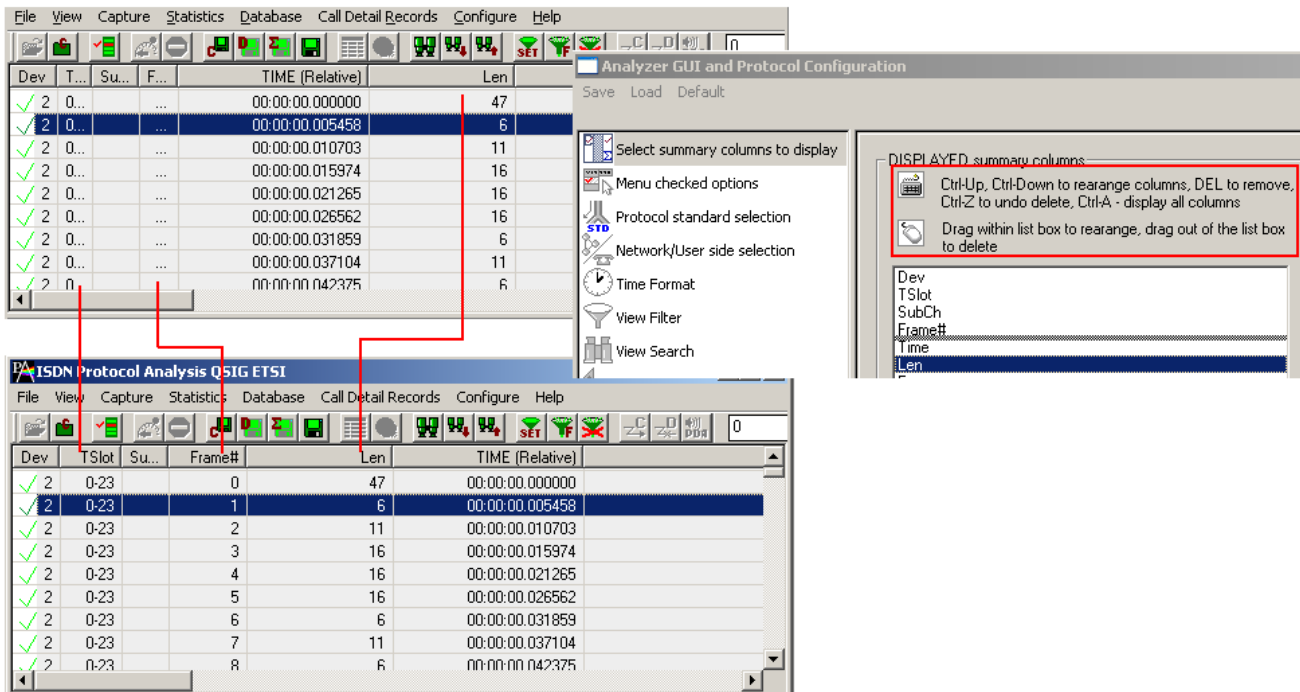 File View Capture Statistics Database Call Detail Records Configure Help
SET F C D 0
Dev T... Su... F... TIME (Relative) Len
2 0... ... 00:00:00.000000 47
2 0... ... 00:00:00.005458 6
2 0... ... 00:00:00.010703 11
2 0... ... 00:00:00.015974 16
2 0... ... 00:00:00.021265 16
2 0... ... 00:00:00.026562 16
2 0... ... 00:00:00.031859 6
2 0... ... 00:00:00.037104 11
2 0... ... 00:00:00.042375 6
Analyzer GUI and Protocol Configuration
Save Load Default
Select summary columns to display
Menu checked options
STD Protocol standard selection
Network/User side selection
Time Format
View Filter
View Search
DISPLAYED summary columns
Ctrl-Up, Ctrl-Down to rearange columns, DEL to remove,
Ctrl-Z to undo delete, Ctrl-A - display all columns
Drag within list box to rearrange, drag out of the list box
to delete
Dev
TSlot
SubCh
Frame#
Time
Len
PA ISDN Protocol Analysis QSIG ETSI
File View Capture Statistics Database Call Detail Records Configure Help
SET F C D PDA 0
Dev TSlot Su... Frame# Len TIME (Relative)
2 0-23 0 47 00:00:00.000000
2 0-23 1 6 00:00:00.005458
2 0-23 2 11 00:00:00.010703
2 0-23 3 16 00:00:00.015974
2 0-23 4 16 00:00:00.021265
2 0-23 5 16 00:00:00.026562
2 0-23 6 6 00:00:00.031859
2 0-23 7 11 00:00:00.037104
2 0-23 8 6 00:00:00.042375